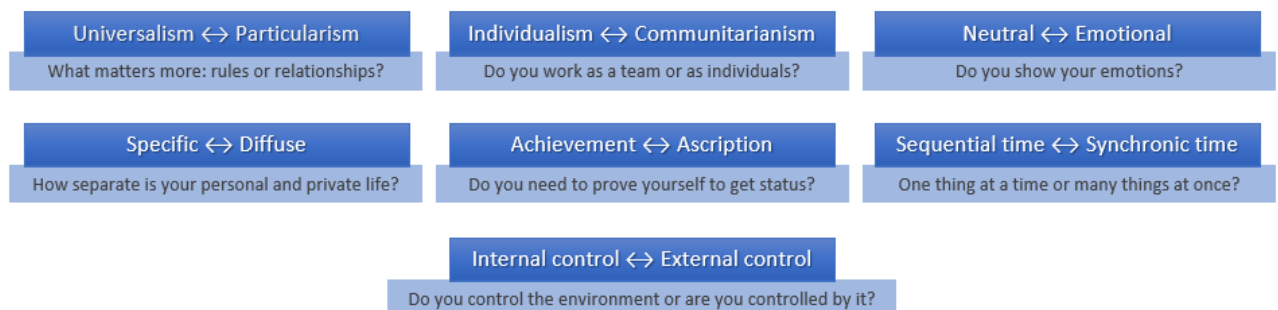 Universalism ↔ Particularism
What matters more: rules or relationships?
Individualism ↔ Communitarianism
Do you work as a team or as individuals?
Neutral ↔ Emotional
Do you show your emotions?
Specific ↔ Diffuse
How separate is your personal and private life?
Achievement ↔ Ascription
Do you need to prove yourself to get status?
Sequential time ↔ Synchronic time
One thing at a time or many things at once?
Internal control ↔ External control
Do you control the environment or are you controlled by it?